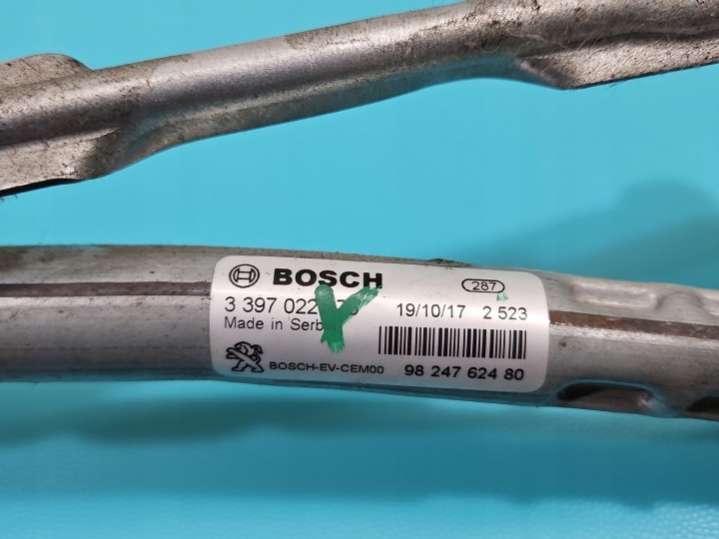 BOSCH 287
3 397 022 19/10/17 2 523
Made in
BOSCH-EV-CEM00 98 247 624 80